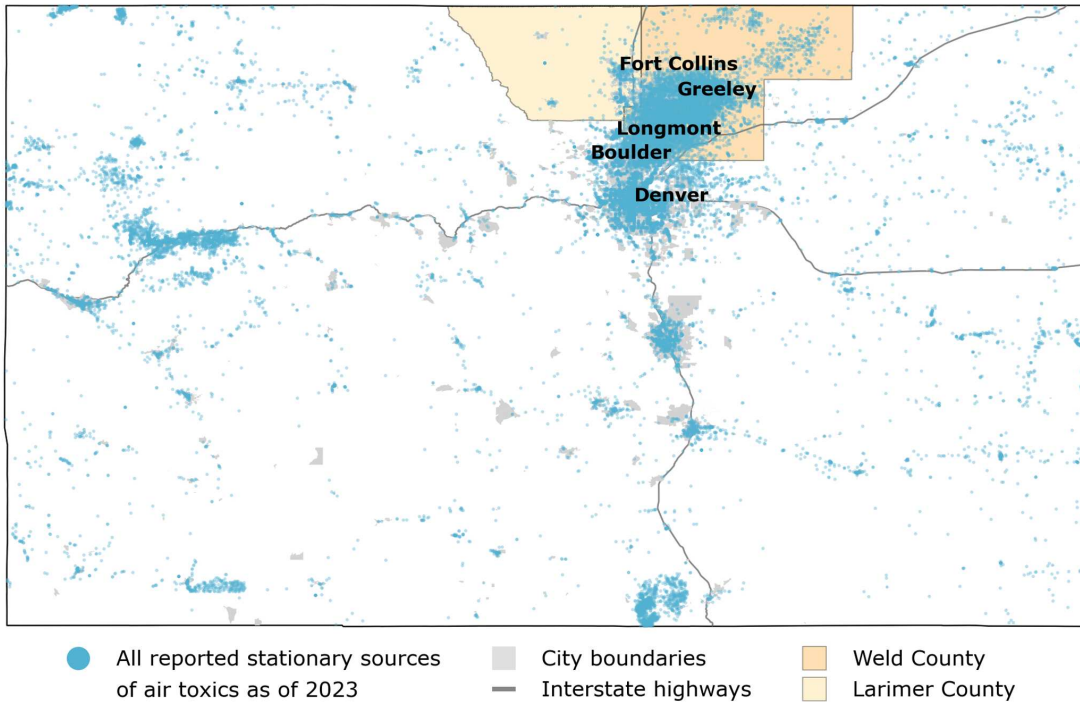 Fort Collins
Greeley
Longmont
Boulder
Denver
All reported stationary sources
of air toxics as of 2023
City boundaries
Interstate highways
Weld County
Larimer County